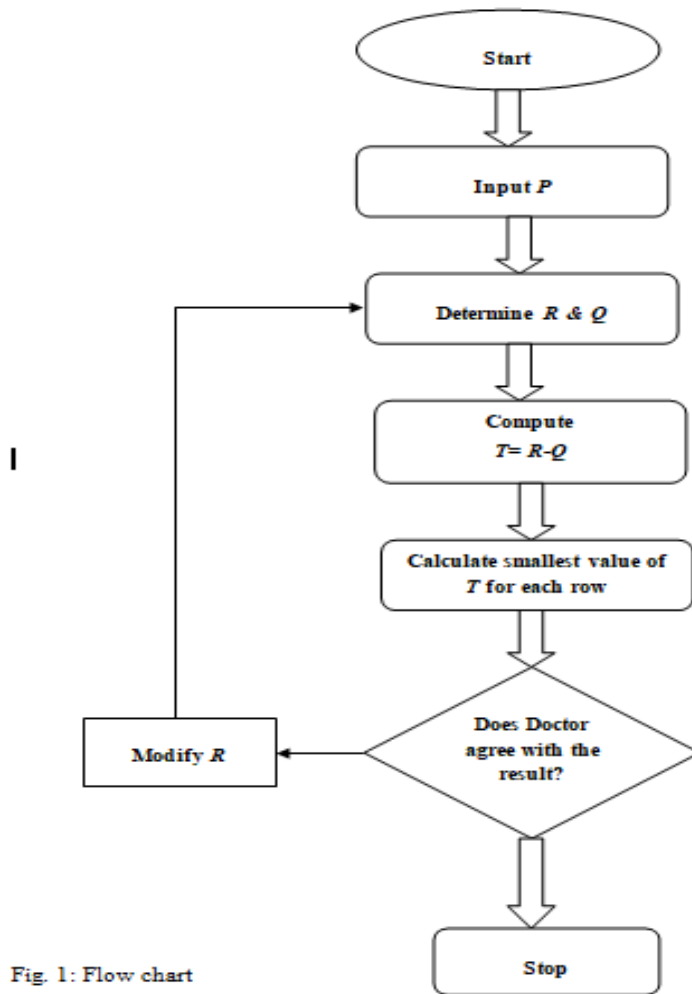 Start
Input P
Determine R & Q
Compute
T= R-Q
Calculate smallest value of
T for each row
Does Doctor
agree with the
result?
Modify R
Stop
Fig. 1: Flow chart